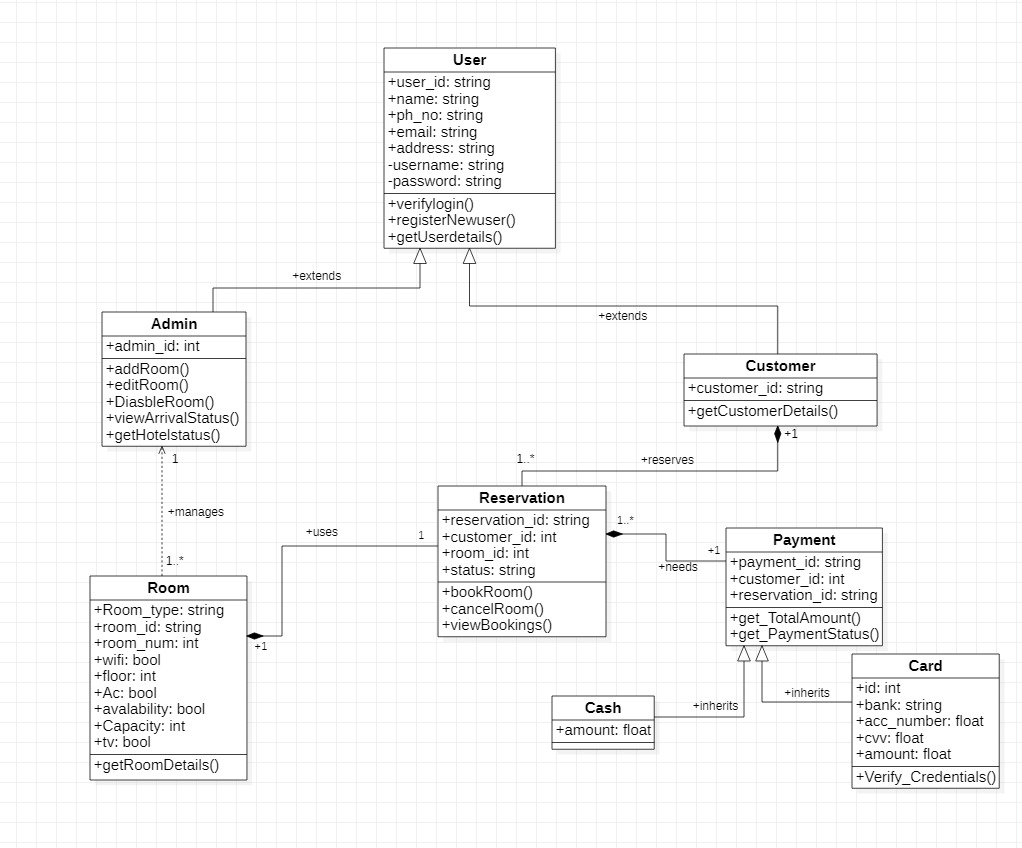 User
+user_id: string
+name: string
+ph_no: string
+email: string
+address: string
-username: string
-password: string
+verifylogin()
+registerNewuser()
+getUserdetails()
+extends
+extends
Admin
+admin_id: int
+addRoom()
+editRoom()
+DiasbleRoom()
+viewArrivalStatus()
+getHotelstatus()
Customer
+customer_id: string
+getCustomerDetails()
+1
1
1..*
+reserves
+manages
1..*
+uses
1
Reservation
+reservation_id: string
+customer_id: int
+room_id: int
+status: string
+bookRoom()
+cancelRoom()
+viewBookings()
1..*
+1
+needs
Payment
+payment_id: string
+customer_id: int
+reservation_id: string
+get_TotalAmount()
+get_PaymentStatus()
Room
+Room_type: string
+room_id: string
+room_num: int
+wifi: bool
+floor: int
+Ac: bool
+avalability: bool
+Capacity: int
+tv: bool
+getRoomDetails()
+1
Cash
+amount: float
+inherits
+inherits
Card
+id: int
+bank: string
+acc_number: float
+cvv: float
+amount: float
+Verify_Credentials()